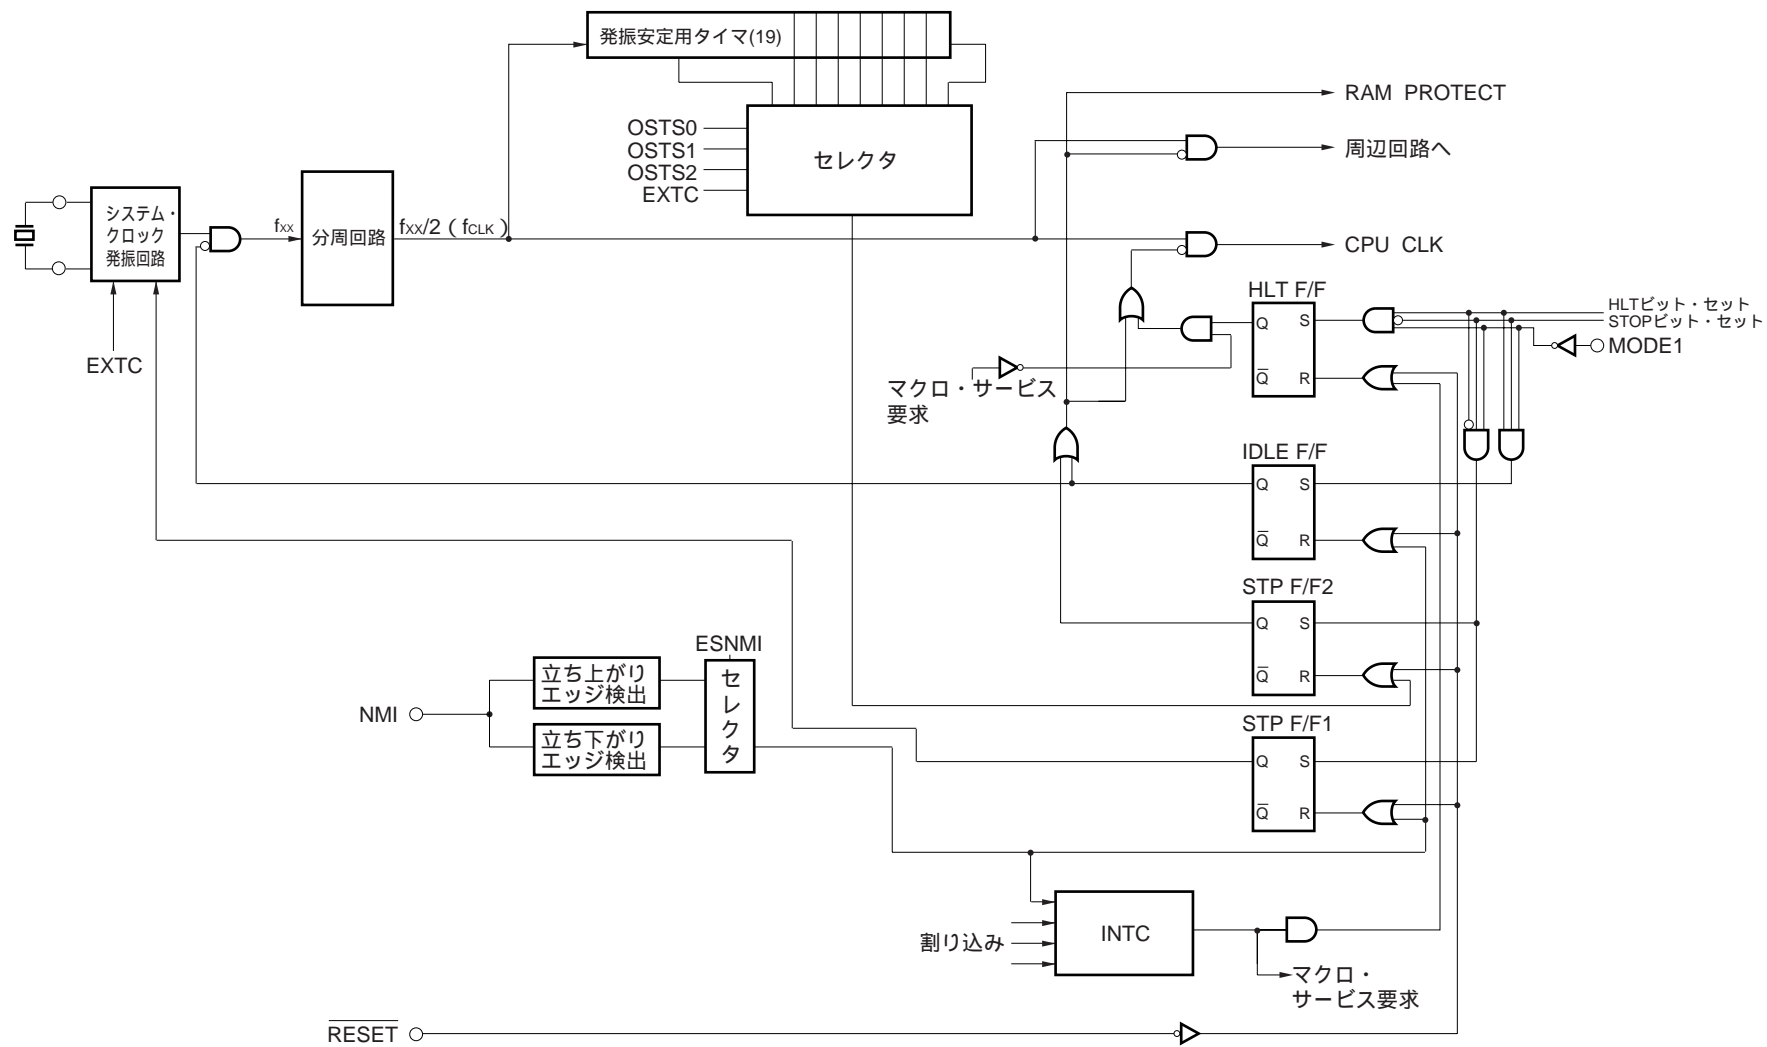 発振安定用タイマ(19)
RAM PROTECT
OSTS0
OSTS1
OSTS2
EXTC
セレクタ
周辺回路へ
システム・
クロック
発振回路
fXX
分周回路
fXX/2（fCLK）
CPU CLK
EXTC
HLT F/F
Q S
Q̅ R
HLTビット・セット
STOPビット・セット
MODE1
マクロ・サービス
要求
IDLE F/F
Q S
Q̅ R
STP F/F2
Q S
Q̅ R
ESNMI
セレクタ
立ち上がり
エッジ検出
NMI
立ち下がり
エッジ検出
STP F/F1
Q S
Q̅ R
割り込み
INTC
マクロ・
サービス要求
R̅E̅S̅E̅T̅